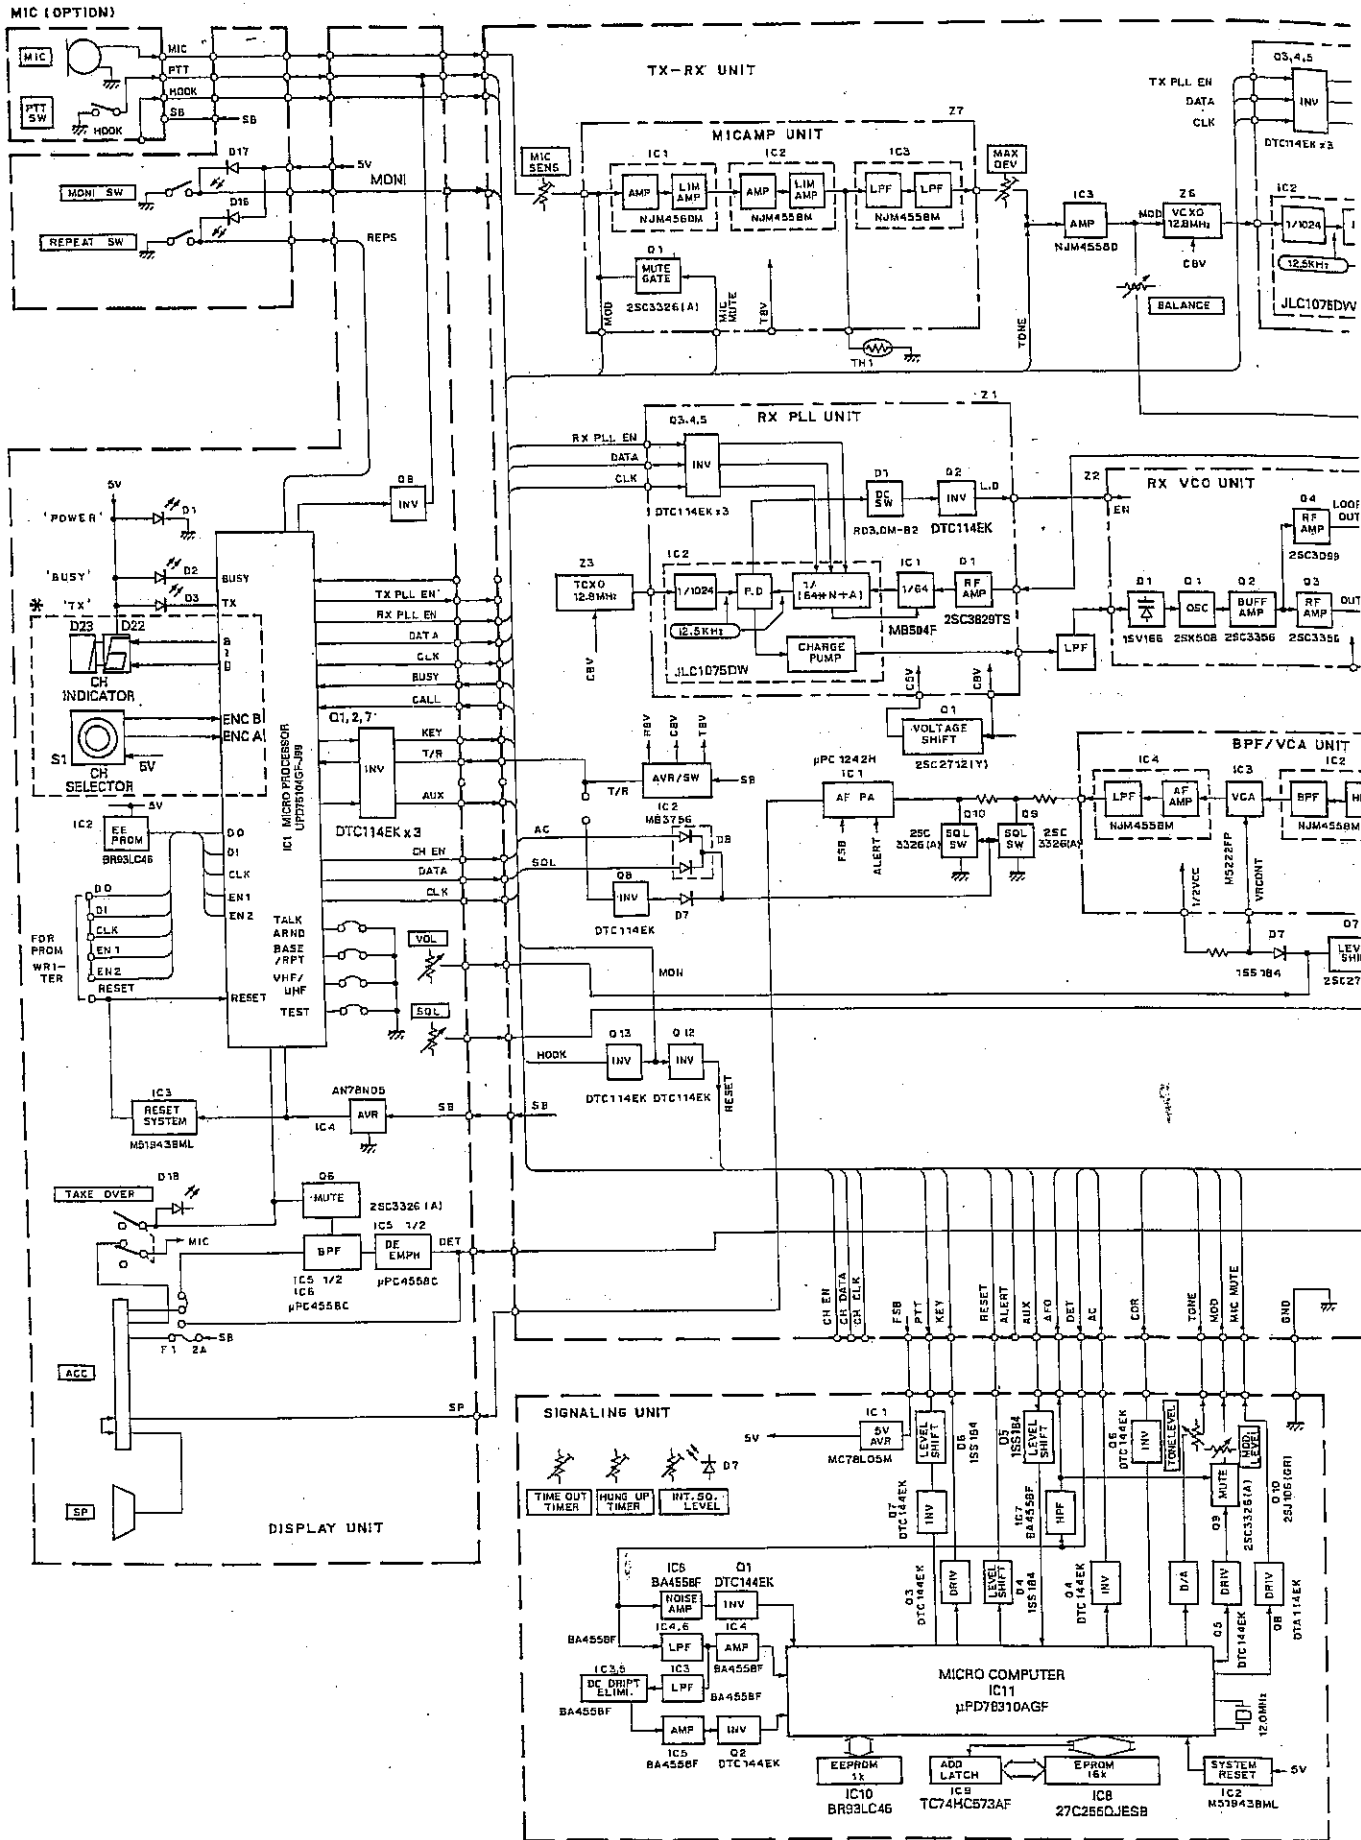 MIC (OPTION)
MIC
PTT SW
HOOK
MIC
PTT
HOOK
SB
SB
D17
5V
MONI SW
MONI
D16
REPEAT SW
REPS
TX-RX UNIT
Z7
MICAMP UNIT
MIC SENS
IC1
AMP
LIM AMP
NJM4560M
IC2
AMP
LIM AMP
NJM4558M
IC3
LPF
LPF
NJM4558M
MAX DEV
Q1
MUTE GATE
2SC3326(A)
MOD
MIC MUTE
T8V
TH1
TONE
IC3
AMP
NJM4558D
MOD
Z6
VCXO 12.8MHz
C8V
BALANCE
Q3,4,5
TX PLL EN
DATA
CLK
INV
DTC114EK x3
IC2
1/1024
12.5KHz
JLC1075DW
Z1
RX PLL UNIT
Q3,4,5
RX PLL EN
DATA
CLK
INV
DTC114EK x3
D1
DC SW
RD3.0M-B2
Q2
INV
DTC114EK
L.D
Z3
TCXO 12.8MHz
C8V
IC2
1/1024
P.D
1/ (64*N+A)
12.5KHz
CHARGE PUMP
JLC1075DW
IC1
1/64
MB504F
D1
RF AMP
2SC3829TS
C5V
C8V
Q1
VOLTAGE SHIFT
2SC2712(Y)
Z2
RX VCO UNIT
EN
LPF
D1
1SV166
Q1
OSC
2SK508
Q2
BUFF AMP
2SC3356
Q4
RF AMP
2SC3099
LOOP OUT
Q3
RF AMP
2SC3356
OUT
5V
'POWER'
D1
'BUSY'
D2
* 'TX'
D3
D23
D22
CH INDICATOR
S1
CH SELECTOR
5V
BUSY
TX
a
g
ENC B
ENC A
IC1 MICRO PROCESSOR
UPD75104GF-J99
Q8
INV
TX PLL EN
RX PLL EN
DATA
CLK
BUSY
CALL
Q1,2,7
INV
DTC114EK x3
KEY
T/R
AUX
CH EN
DATA
CLK
5V
IC2
EE PROM
BR93LC46
DO
DI
CLK
EN1
EN2
FOR PROM WRI-TER
DO
DI
CLK
EN1
EN2
RESET
RESET
TALK ARND
BASE /RPT
VHF/ UHF
TEST
VOL
SQL
R8V
C8V
T8V
T/R
AVR/SW
SB
IC2
MB3756
AC
SQL
D8
Q8
INV
DTC114EK
D7
MON
µPC1242H
IC1
AF PA
FSB
ALERT
Q10
SQL SW
2SC 3326(A)
Q9
SQL SW
2SC 3326(A)
BPF/VCA UNIT
IC4
LPF
AF AMP
NJM4558M
IC3
VCA
M5222FP
IC2
BPF
NJM4558M
1/2VCC
VRCONT
D7
1SS184
HOOK
Q13
INV
DTC114EK
Q12
INV
DTC114EK
RESET
IC3
RESET SYSTEM
M51943BML
AN78N05
AVR
IC4
SB
SB
TAKE OVER
D18
MIC
Q6
MUTE
2SC3326(A)
IC5 1/2
BPF
DE EMPH
DET
IC5 1/2
IC6
µPC4558C
µPC4558C
SB
F1 2A
ACC
SP
SP
DISPLAY UNIT
CH EN
CH DATA
CH CLK
FSB
PTT
KEY
RESET
ALERT
AUX
AFO
DET
AC
COR
TONE
MOD
MIC MUTE
GND
SIGNALING UNIT
TIME OUT TIMER
HUNG UP TIMER
INT. SQ. LEVEL
D7
5V
IC1
5V AVR
MC78L05M
LEVEL SHIFT
D6
1SS184
D5
1SS184
LEVEL SHIFT
Q6
DTC144EK
INV
TONE LEVEL
MOD. LEVEL
MUTE
Q9
2SC3326(A)
Q10
2SJ106(GR)
Q7
DTC144EK
INV
IC7
BA4558F
HPF
Q3
DTC144EK
DRIV
LEVEL SHIFT
D4
1SS184
Q4
DTC144EK
INV
D/A
DRIV
Q5
DTC144EK
DRIV
Q8
DTA114EK
IC6
BA4558F
NOISE AMP
Q1
DTC144EK
INV
BA4558F
IC4,6
LPF
IC4
AMP
BA4558F
IC3,5
DC DRIPT ELIMI.
BA4558F
IC3
LPF
BA4558F
AMP
IC5
BA4558F
INV
Q2
DTC144EK
MICRO COMPUTER
IC11
µPD78310AGF
12.0MHz
EEPROM 1k
IC10
BR93LC46
ADD LATCH
IC9
TC74HC573AF
EPROM 16k
IC8
27C256QJESB
SYSTEM RESET
IC2
M51943BML
5V